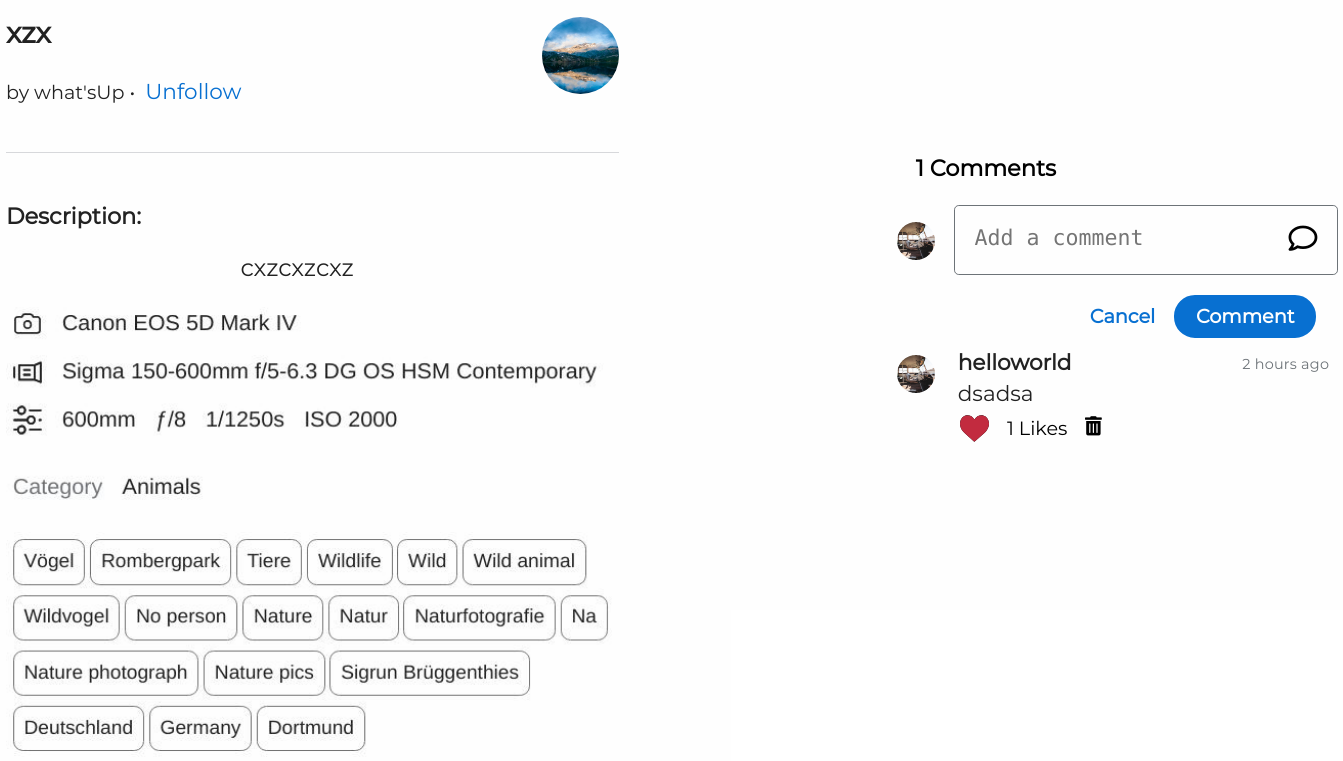 xzx
by what'sUp • Unfollow
Description:
cxzcxzcxz
Canon EOS 5D Mark IV
Sigma 150-600mm f/5-6.3 DG OS HSM Contemporary
600mm ƒ/8 1/1250s ISO 2000
Category Animals
Vögel Rombergpark Tiere Wildlife Wild Wild animal
Wildvogel No person Nature Natur Naturfotografie Na
Nature photograph Nature pics Sigrun Brüggenthies
Deutschland Germany Dortmund
1 Comments
Add a comment
Cancel Comment
helloworld 2 hours ago
dsadsa
1 Likes